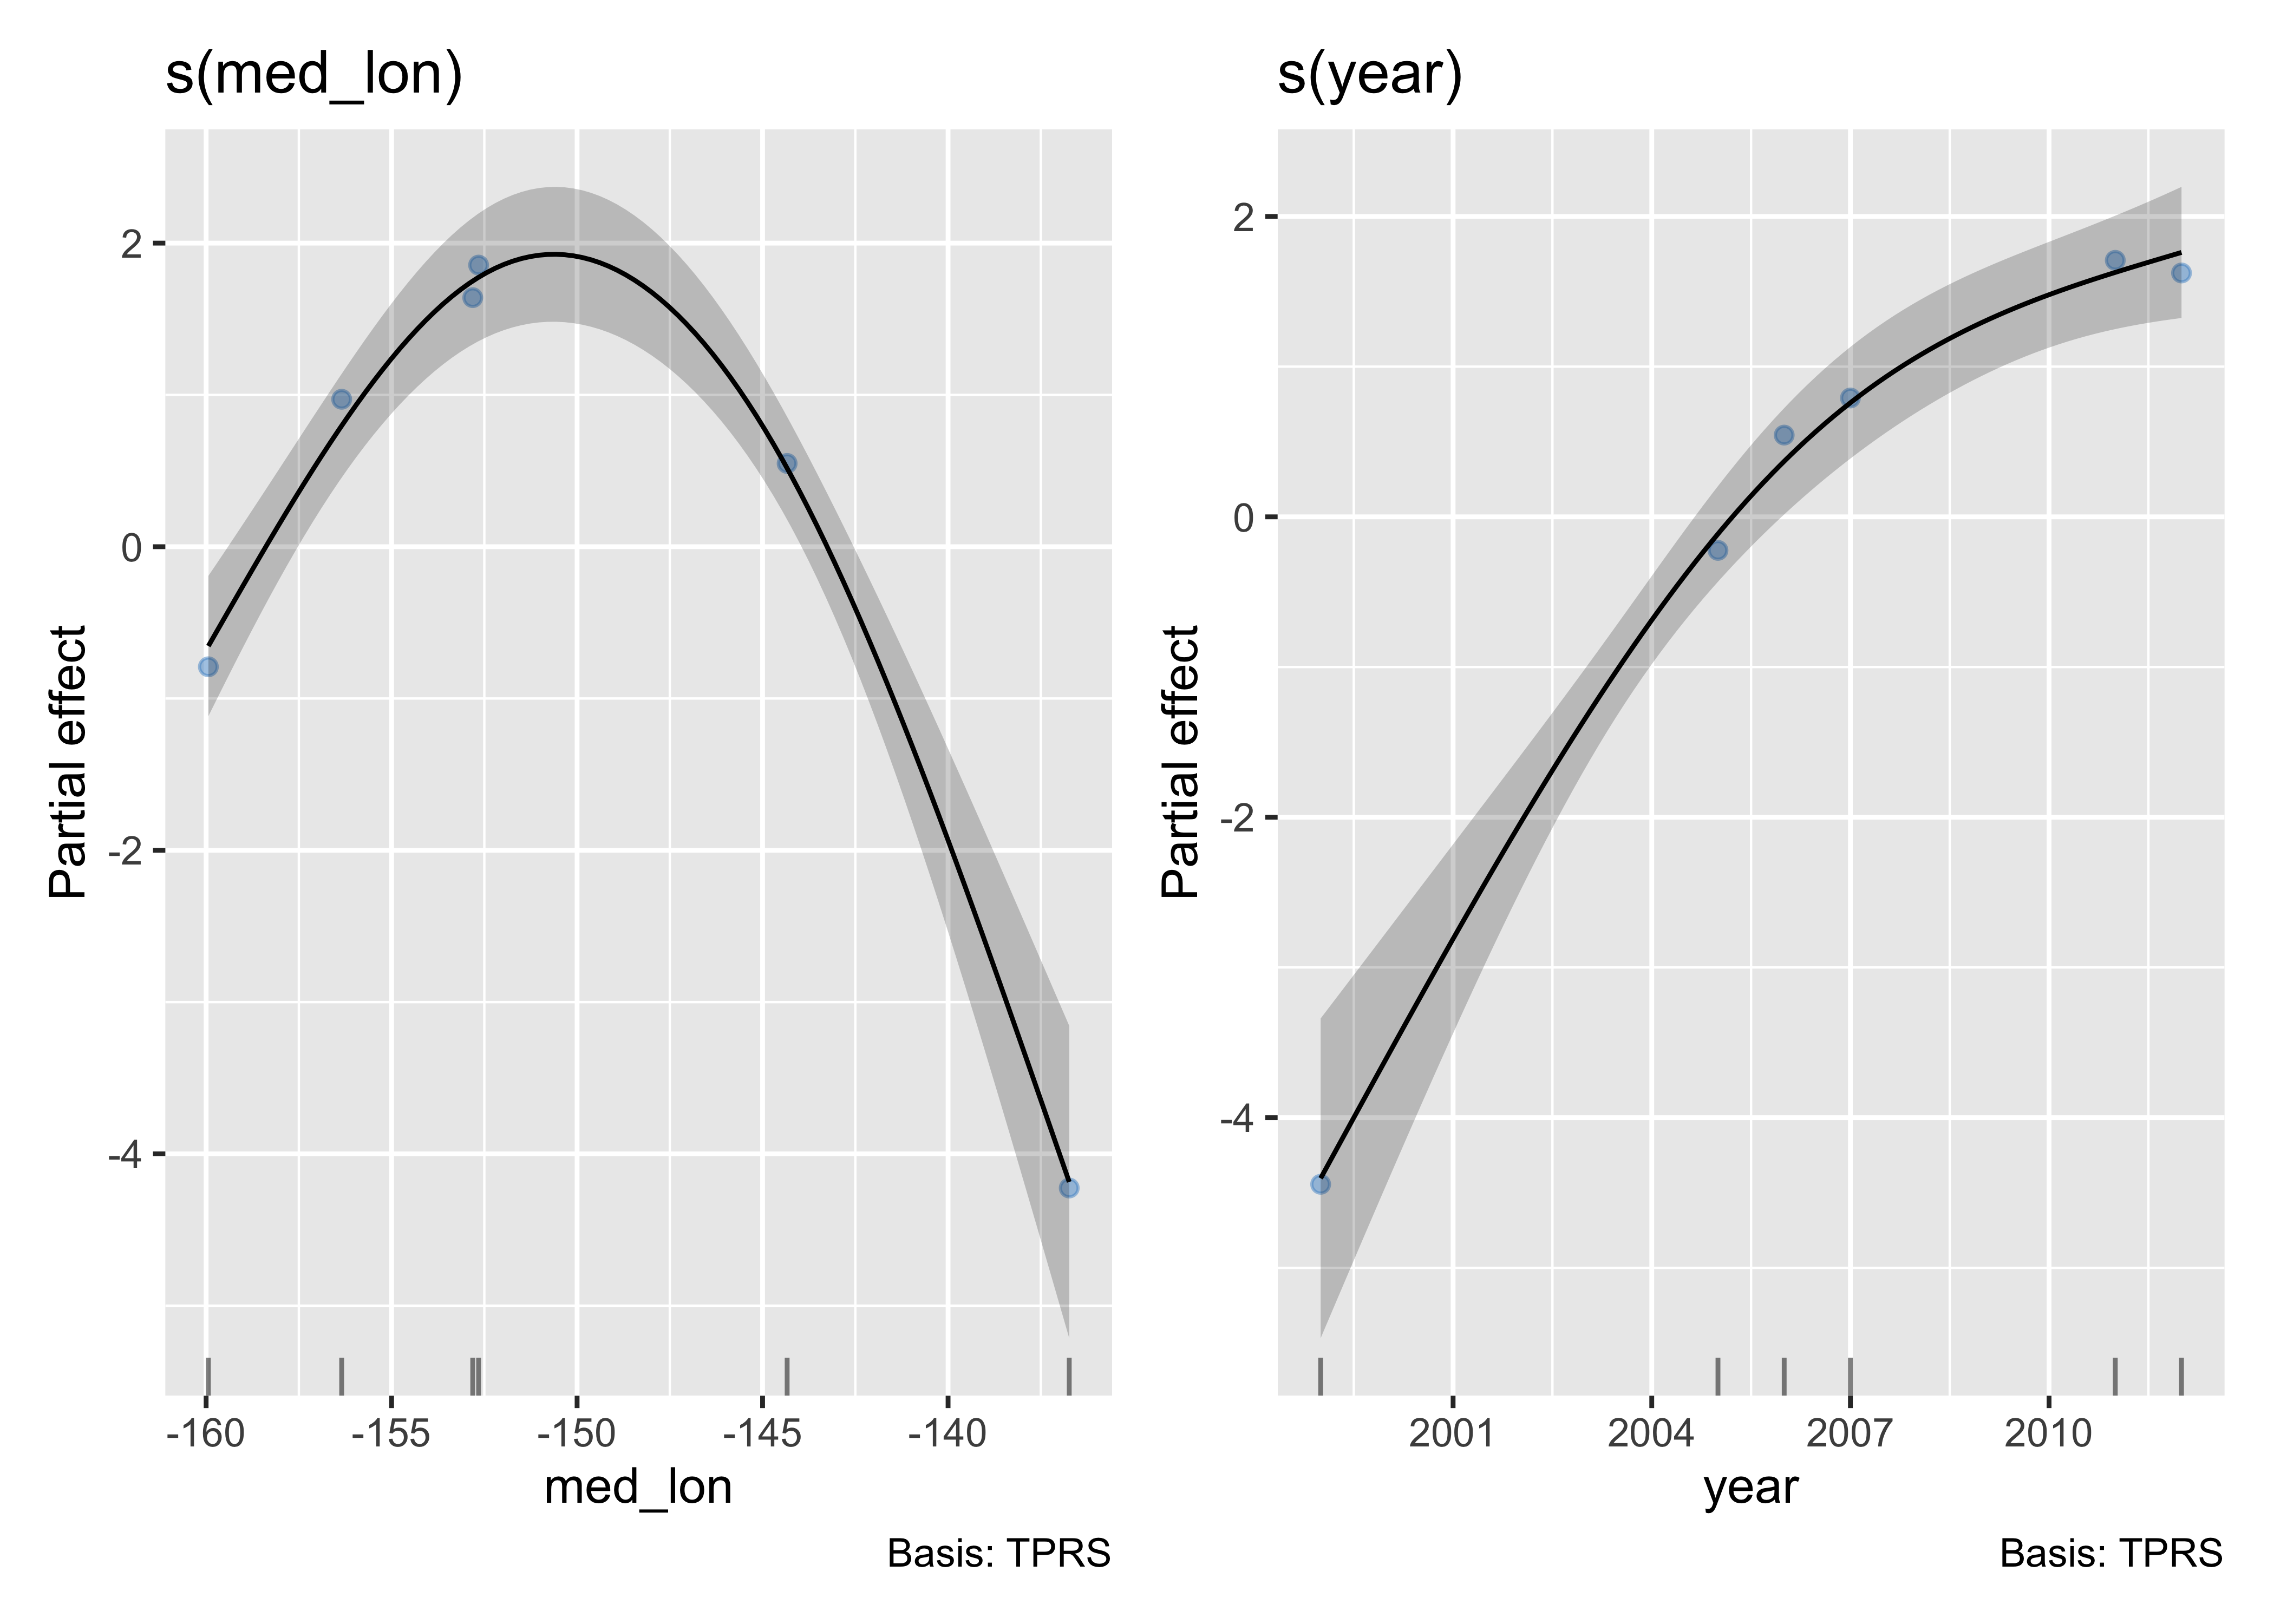 s(med_lon)
Partial effect
2
0
-2
-4
-160 -155 -150 -145 -140
med_lon
Basis: TPRS
s(year)
Partial effect
2
0
-2
-4
2001 2004 2007 2010
year
Basis: TPRS